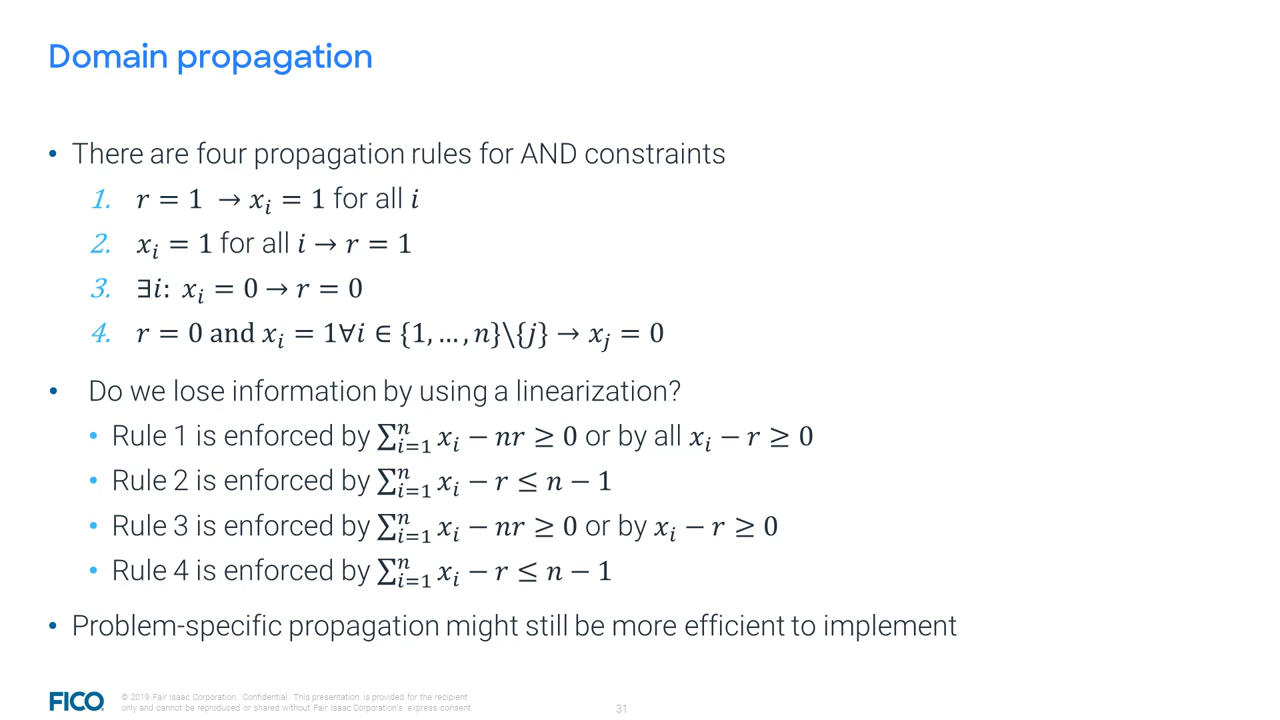 Domain propagation
• There are four propagation rules for AND constraints
1. r = 1 → xᵢ = 1 for all i
2. xᵢ = 1 for all i → r = 1
3. ∃i: xᵢ = 0 → r = 0
4. r = 0 and xᵢ = 1∀i ∈ {1, … , n}\{j} → xⱼ = 0
• Do we lose information by using a linearization?
• Rule 1 is enforced by ∑ⁿᵢ₌₁ xᵢ − nr ≥ 0 or by all xᵢ − r ≥ 0
• Rule 2 is enforced by ∑ⁿᵢ₌₁ xᵢ − r ≤ n − 1
• Rule 3 is enforced by ∑ⁿᵢ₌₁ xᵢ − nr ≥ 0 or by xᵢ − r ≥ 0
• Rule 4 is enforced by ∑ⁿᵢ₌₁ xᵢ − r ≤ n − 1
• Problem-specific propagation might still be more efficient to implement
FICO
© 2019 Fair Isaac Corporation. Confidential. This presentation is provided for the recipient
only and cannot be reproduced or shared without Fair Isaac Corporation's express consent.
31